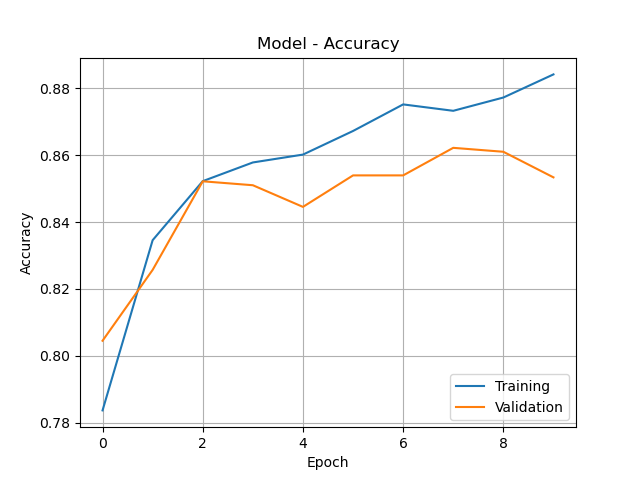 Model - Accuracy
0.88
0.86
0.84
0.82
0.80
0.78
Accuracy
0 2 4 6 8
Epoch
Training
Validation